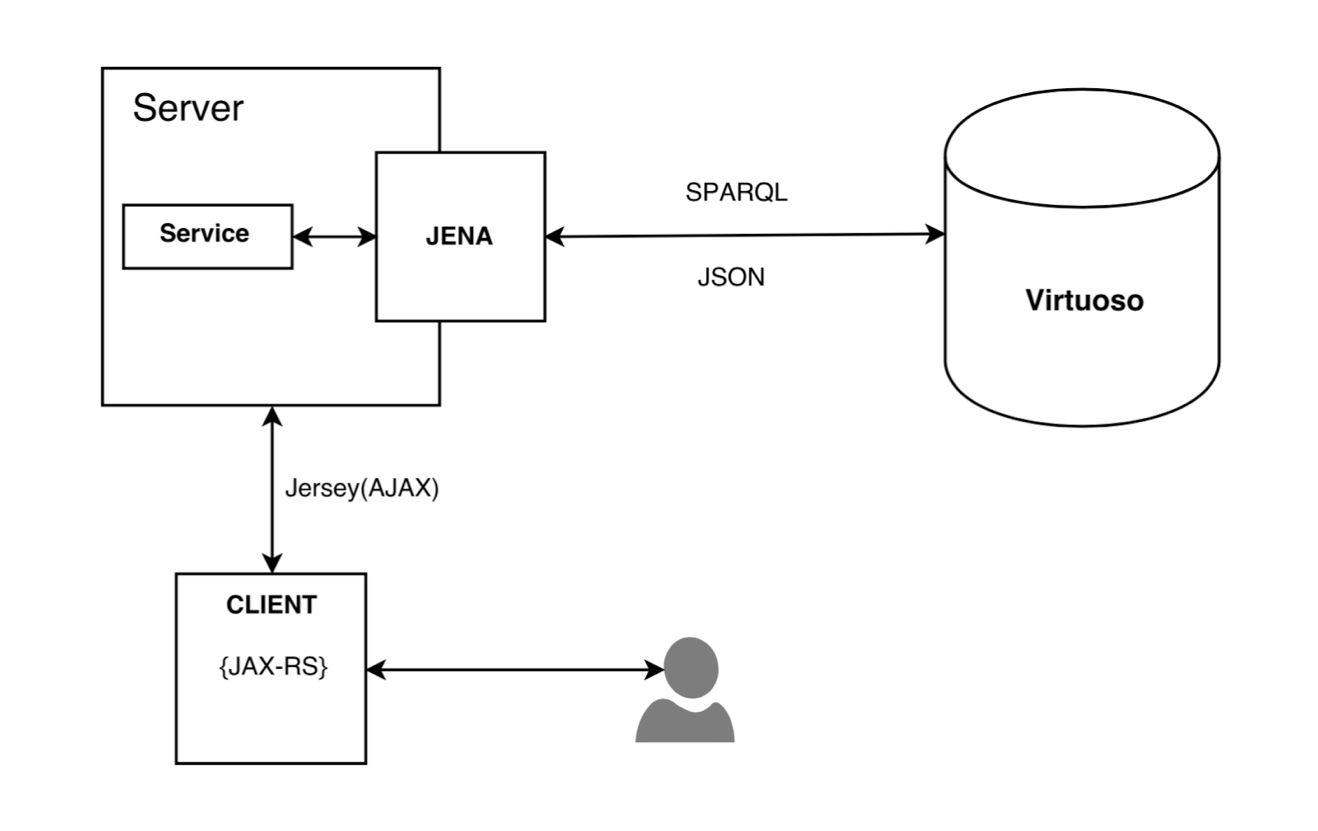 Server
Service
JENA
SPARQL
JSON
Virtuoso
Jersey(AJAX)
CLIENT
{JAX-RS}